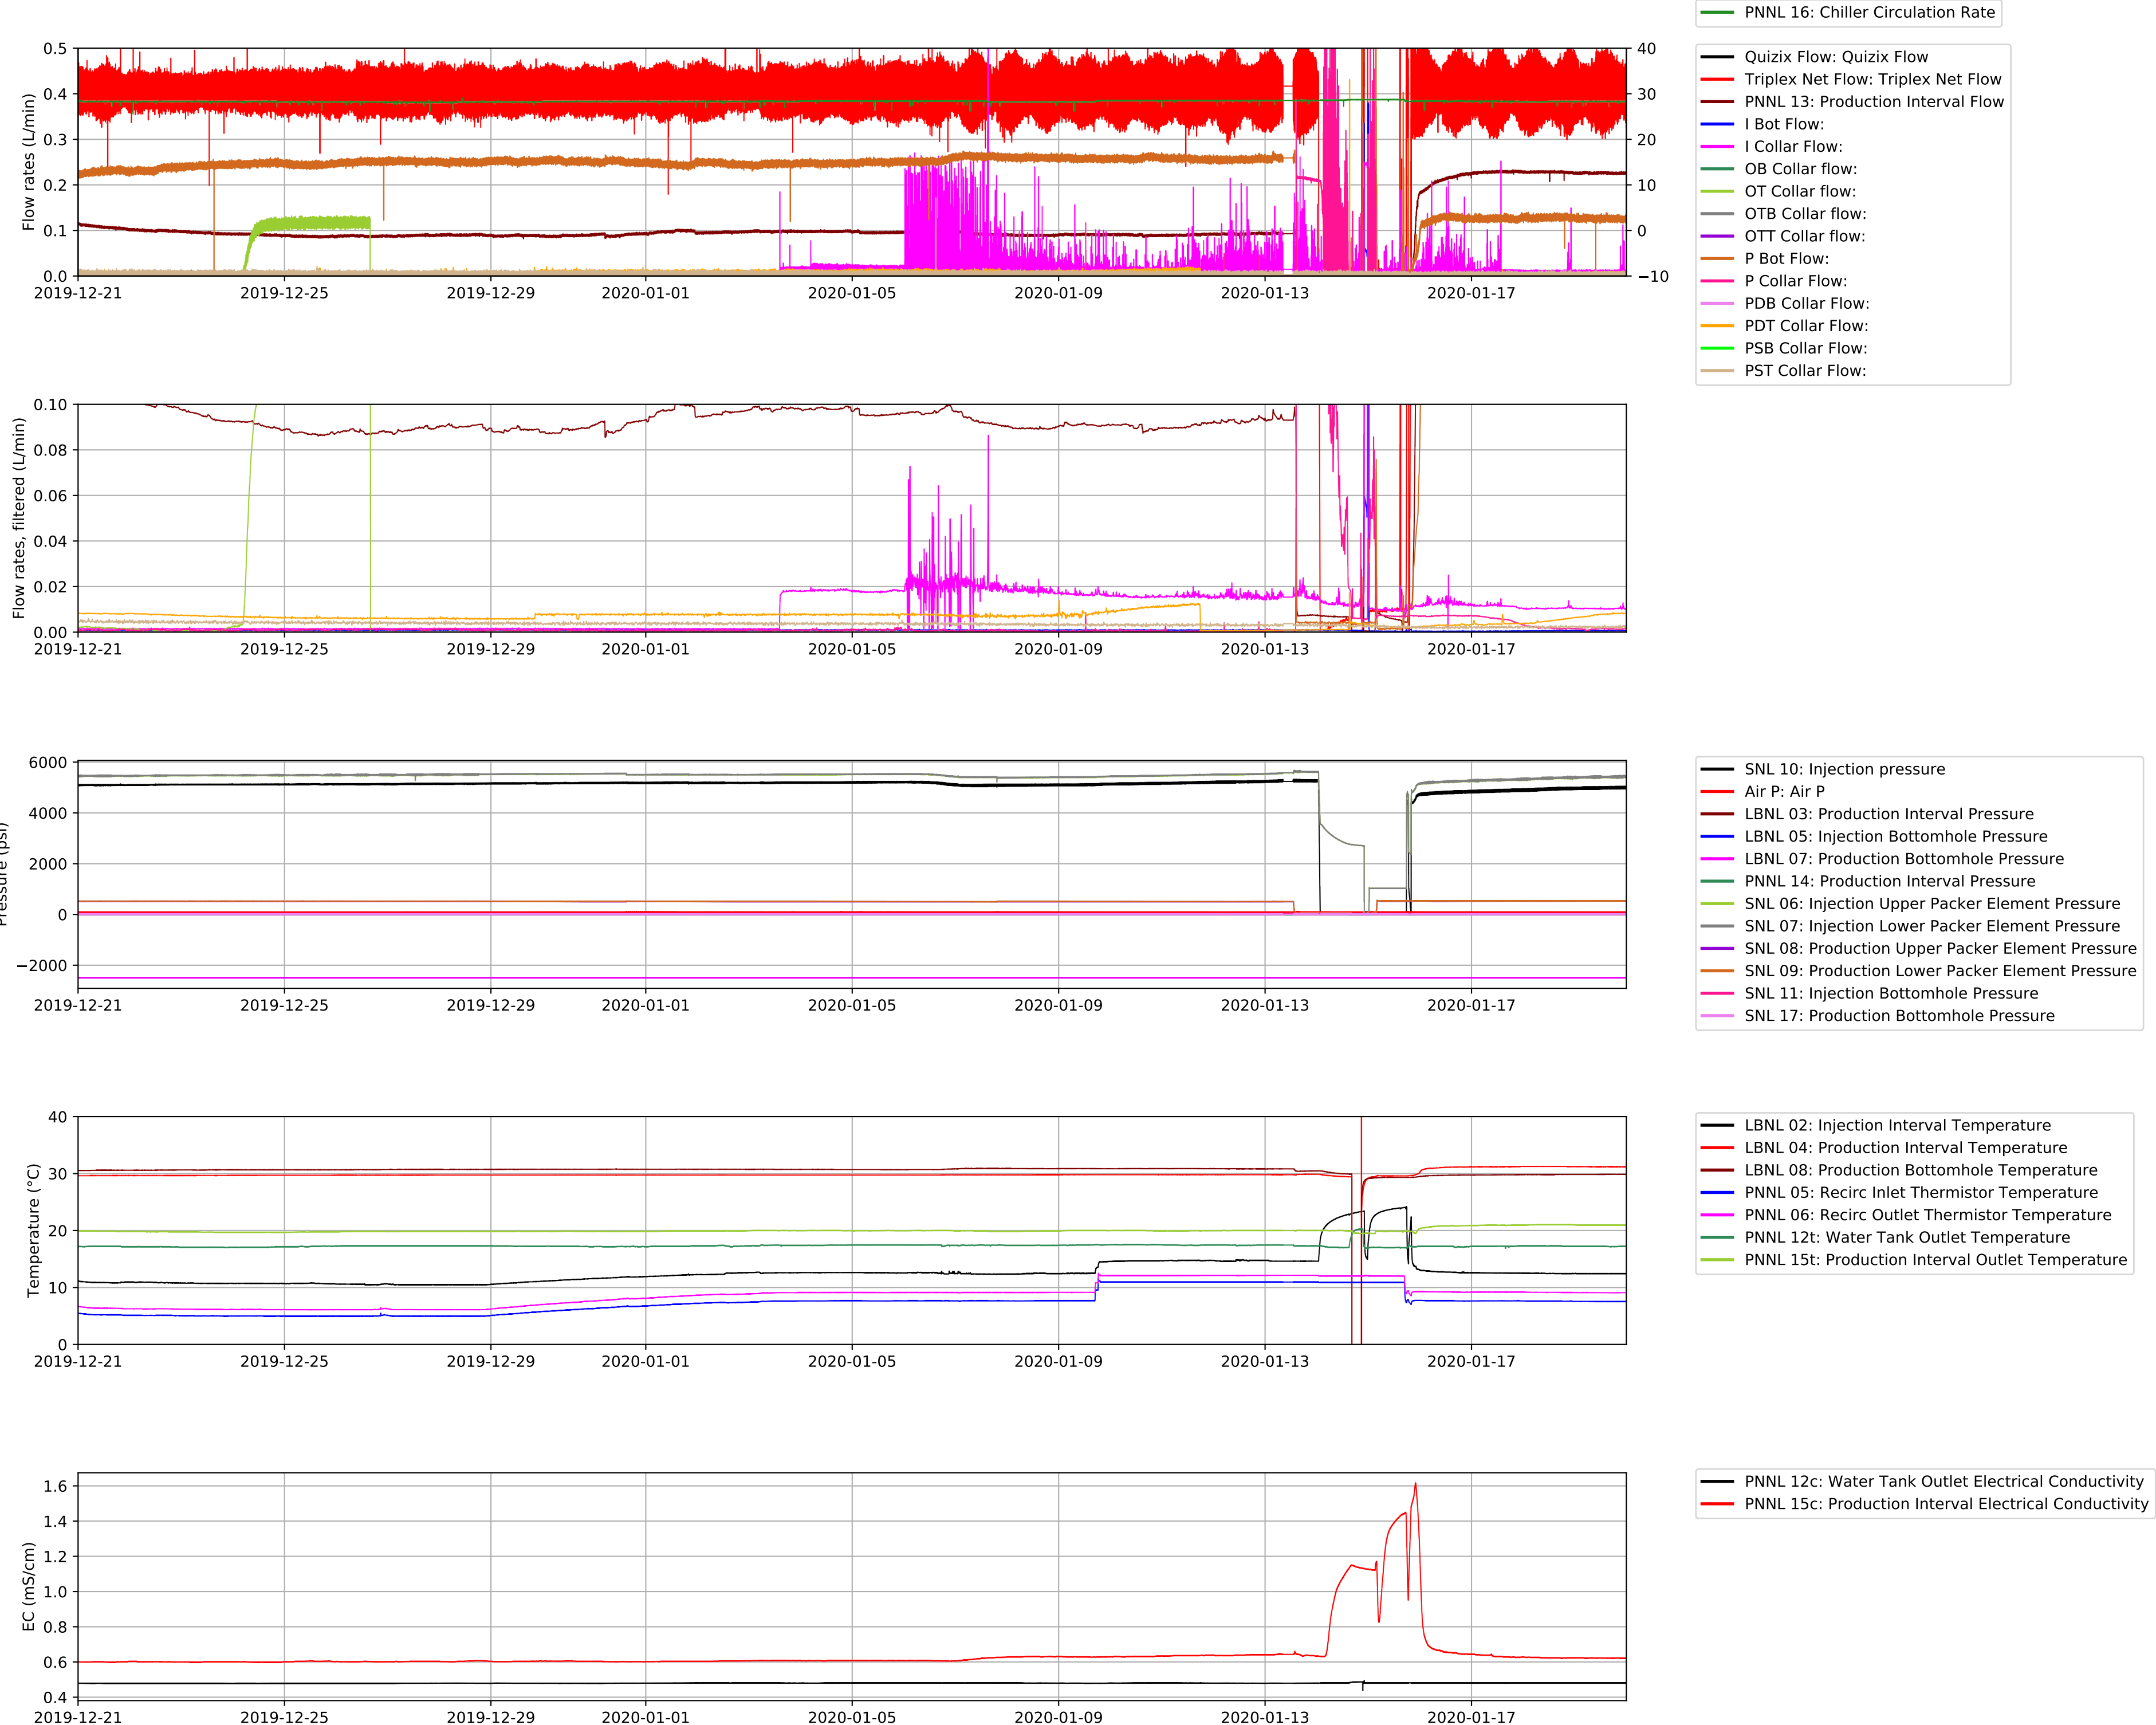 PNNL 16: Chiller Circulation Rate
Quizix Flow: Quizix Flow
Triplex Net Flow: Triplex Net Flow
PNNL 13: Production Interval Flow
I Bot Flow:
I Collar Flow:
OB Collar flow:
OT Collar flow:
OTB Collar flow:
OTT Collar flow:
P Bot Flow:
P Collar Flow:
PDB Collar Flow:
PDT Collar Flow:
PSB Collar Flow:
PST Collar Flow:
Flow rates (L/min)
0.5
0.4
0.3
0.2
0.1
0.0
40
30
20
10
0
−10
2019-12-21 2019-12-25 2019-12-29 2020-01-01 2020-01-05 2020-01-09 2020-01-13 2020-01-17
Flow rates, filtered (L/min)
0.10
0.08
0.06
0.04
0.02
0.00
2019-12-21 2019-12-25 2019-12-29 2020-01-01 2020-01-05 2020-01-09 2020-01-13 2020-01-17
Pressure (psi)
6000
4000
2000
0
−2000
2019-12-21 2019-12-25 2019-12-29 2020-01-01 2020-01-05 2020-01-09 2020-01-13 2020-01-17
SNL 10: Injection pressure
Air P: Air P
LBNL 03: Production Interval Pressure
LBNL 05: Injection Bottomhole Pressure
LBNL 07: Production Bottomhole Pressure
PNNL 14: Production Interval Pressure
SNL 06: Injection Upper Packer Element Pressure
SNL 07: Injection Lower Packer Element Pressure
SNL 08: Production Upper Packer Element Pressure
SNL 09: Production Lower Packer Element Pressure
SNL 11: Injection Bottomhole Pressure
SNL 17: Production Bottomhole Pressure
Temperature (°C)
40
30
20
10
0
2019-12-21 2019-12-25 2019-12-29 2020-01-01 2020-01-05 2020-01-09 2020-01-13 2020-01-17
LBNL 02: Injection Interval Temperature
LBNL 04: Production Interval Temperature
LBNL 08: Production Bottomhole Temperature
PNNL 05: Recirc Inlet Thermistor Temperature
PNNL 06: Recirc Outlet Thermistor Temperature
PNNL 12t: Water Tank Outlet Temperature
PNNL 15t: Production Interval Outlet Temperature
EC (mS/cm)
1.6
1.4
1.2
1.0
0.8
0.6
0.4
2019-12-21 2019-12-25 2019-12-29 2020-01-01 2020-01-05 2020-01-09 2020-01-13 2020-01-17
PNNL 12c: Water Tank Outlet Electrical Conductivity
PNNL 15c: Production Interval Electrical Conductivity